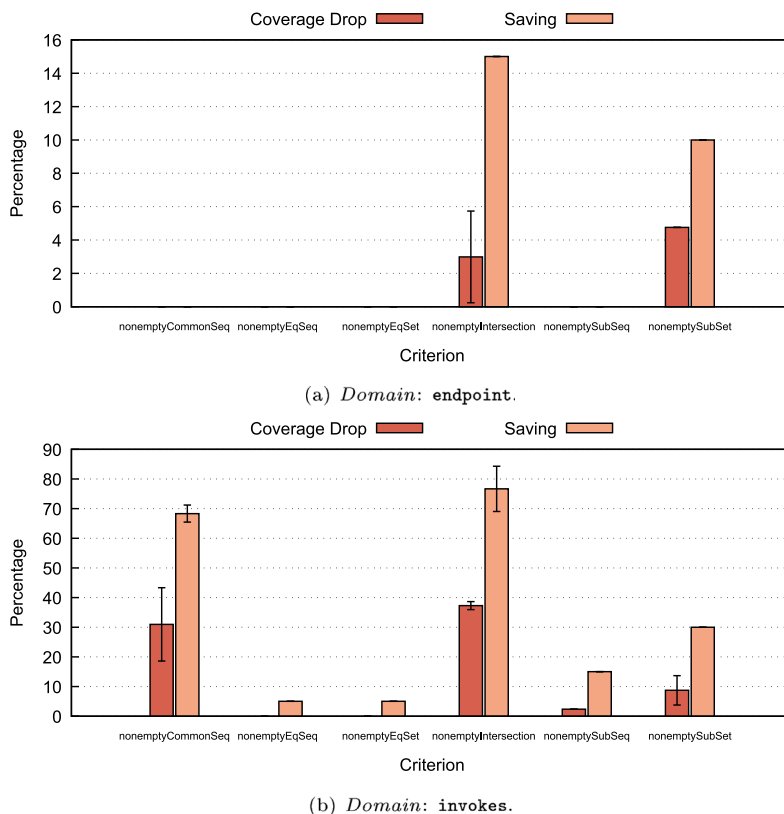 Coverage Drop Saving
16
14
12
10
8
6
4
2
0
Percentage
nonemptyCommonSeq nonemptyEqSeq nonemptyEqSet nonemptyIntersection nonemptySubSeq nonemptySubSet
Criterion
(a) Domain: endpoint.
Coverage Drop Saving
90
80
70
60
50
40
30
20
10
0
Percentage
nonemptyCommonSeq nonemptyEqSeq nonemptyEqSet nonemptyIntersection nonemptySubSeq nonemptySubSet
Criterion
(b) Domain: invokes.